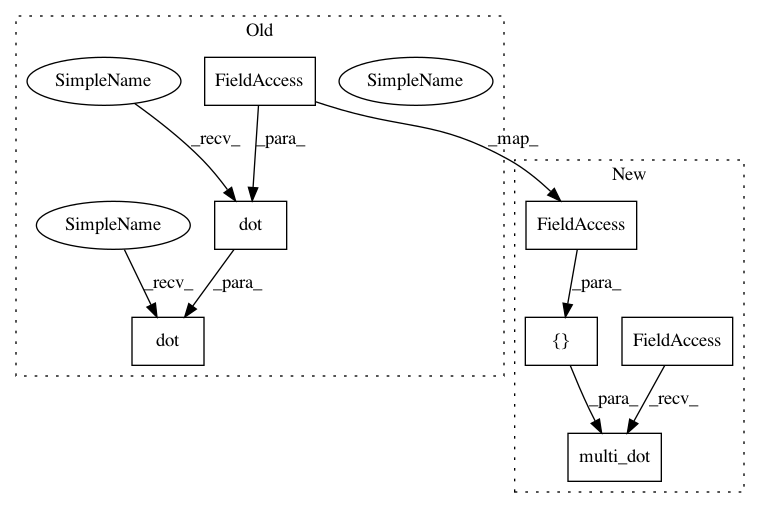 Old
SimpleName
FieldAccess
SimpleName
_recv_
_para_
_map_
New
SimpleName
dot
FieldAccess
_recv_
_para_
_para_
dot
{}
FieldAccess
_para_
_recv_
multi_dot